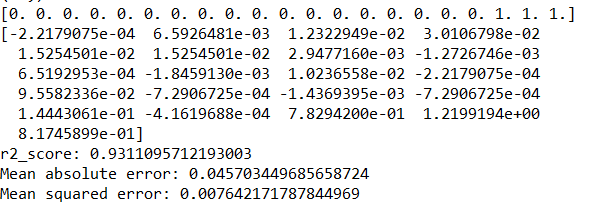 [0. 0. 0. 0. 0. 0. 0. 0. 0. 0. 0. 0. 0. 0. 0. 0. 0. 0. 1. 1. 1.]
[-2.2179075e-04 6.5926481e-03 1.2322949e-02 3.0106798e-02
1.5254501e-02 1.5254501e-02 2.9477160e-03 -1.2726746e-03
6.5192953e-04 -1.8459130e-03 1.0236558e-02 -2.2179075e-04
9.5582336e-02 -7.2906725e-04 -1.4369395e-03 -7.2906725e-04
1.4443061e-01 -4.1619688e-04 7.8294200e-01 1.2199194e+00
8.1745899e-01]
r2_score: 0.9311095712193003
Mean absolute error: 0.045703449685658724
Mean squared error: 0.007642171787844969